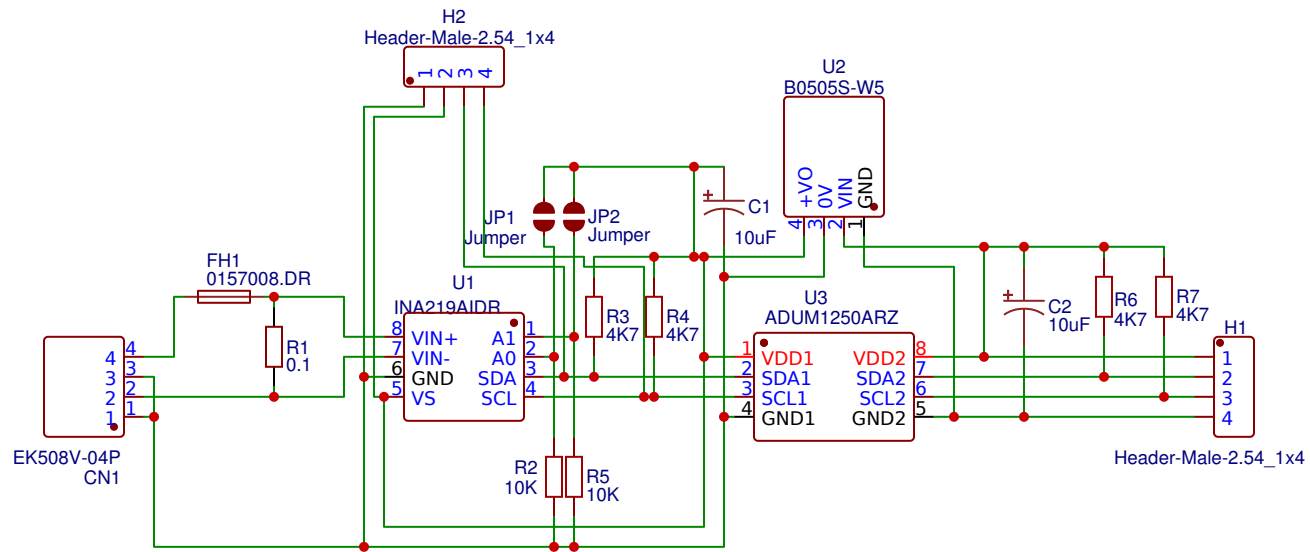 H2
Header-Male-2.54_1x4
1
2
3
4
U2
B0505S-W5
+VO
0V
VIN
GND
4
3
2
1
JP1
Jumper
JP2
Jumper
C1
10uF
FH1
0157008.DR
U1
INA219AIDR
8
7
6
5
VIN+
VIN-
GND
VS
A1
A0
SDA
SCL
1
2
3
4
R1
0.1
R3
4K7
R4
4K7
U3
ADUM1250ARZ
1
2
3
4
VDD1
SDA1
SCL1
GND1
VDD2
SDA2
SCL2
GND2
8
7
6
5
C2
10uF
R6
4K7
R7
4K7
H1
1
2
3
4
Header-Male-2.54_1x4
4
3
2
1
4
3
2
1
EK508V-04P
CN1
R2
10K
R5
10K